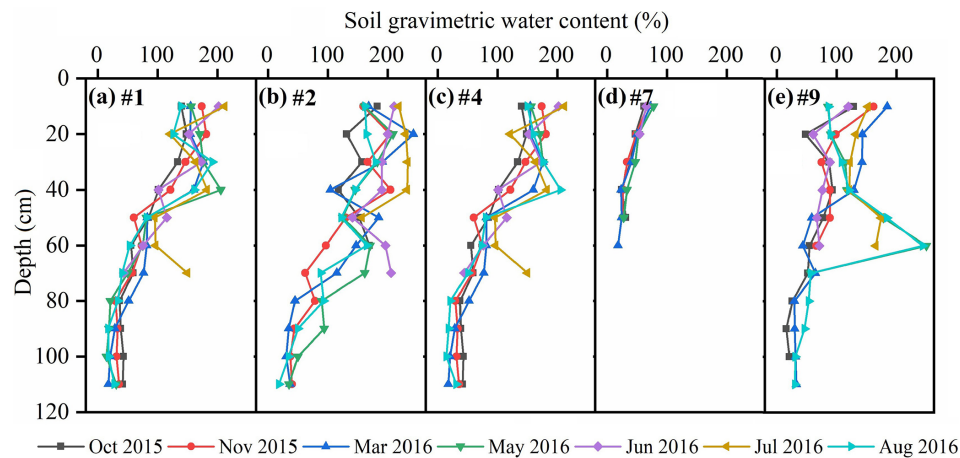 Soil gravimetric water content (%)
0 100 200 0 100 200 0 100 200 0 100 200 0 100 200
0
20
40
60
80
100
120
Depth (cm)
(a) #1
(b) #2
(c) #4
(d) #7
(e) #9
Oct 2015 Nov 2015 Mar 2016 May 2016 Jun 2016 Jul 2016 Aug 2016